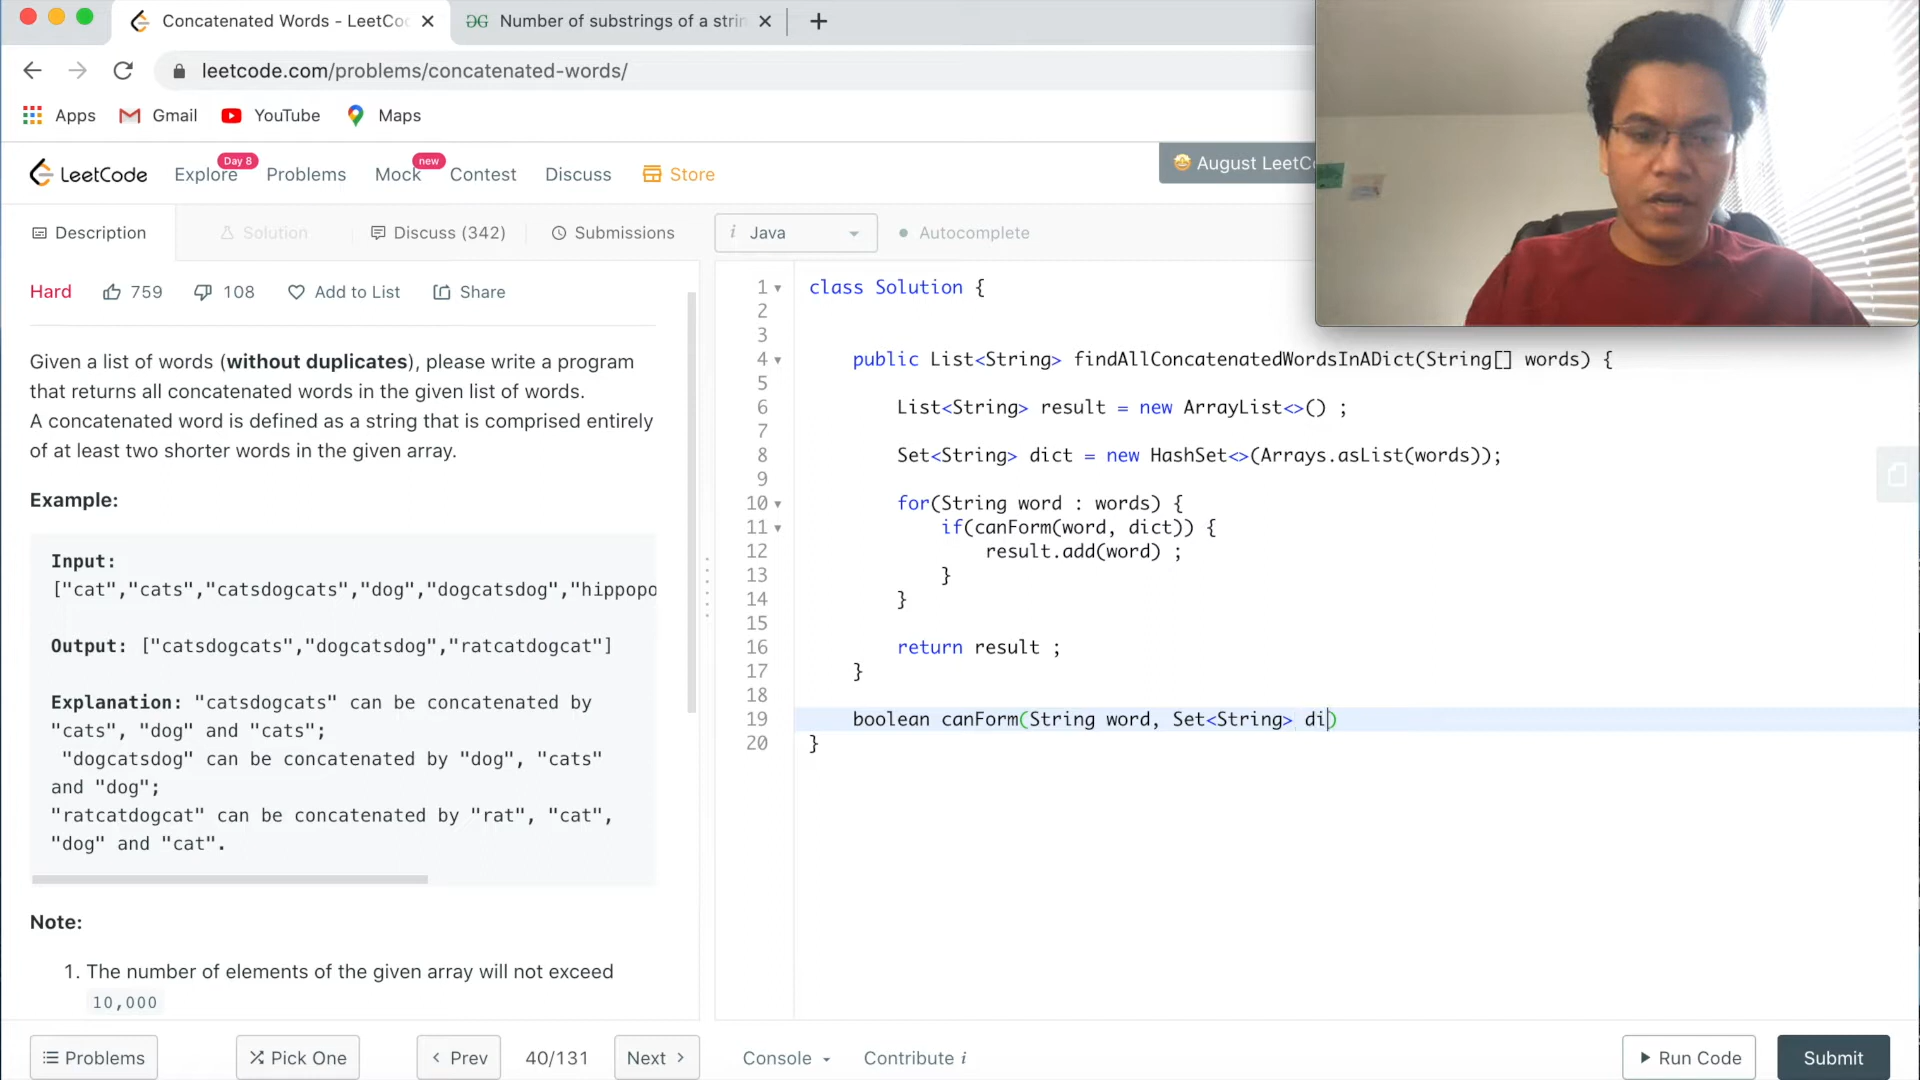 Concatenated Words - LeetCo
Number of substrings of a strin
leetcode.com/problems/concatenated-words/
Apps
Gmail
YouTube
Maps
LeetCode
Explore
Day 8
Problems
Mock
new
Contest
Discuss
Store
August LeetCo
Description
Solution
Discuss (342)
Submissions
i Java
Autocomplete
Hard
759
108
Add to List
Share
Given a list of words (without duplicates), please write a program
that returns all concatenated words in the given list of words.
A concatenated word is defined as a string that is comprised entirely
of at least two shorter words in the given array.
Example:
Input:
["cat","cats","catsdogcats","dog","dogcatsdog","hippopo
Output: ["catsdogcats","dogcatsdog","ratcatdogcat"]
Explanation: "catsdogcats" can be concatenated by
"cats", "dog" and "cats";
"dogcatsdog" can be concatenated by "dog", "cats"
and "dog";
"ratcatdogcat" can be concatenated by "rat", "cat",
"dog" and "cat".
Note:
1. The number of elements of the given array will not exceed
10,000
1 class Solution {
2
3
4 public List<String> findAllConcatenatedWordsInADict(String[] words) {
5
6 List<String> result = new ArrayList<>() ;
7
8 Set<String> dict = new HashSet<>(Arrays.asList(words));
9
10 for(String word : words) {
11 if(canForm(word, dict)) {
12 result.add(word) ;
13 }
14 }
15
16 return result ;
17 }
18
19 boolean canForm(String word, Set<String> di)
20 }
Problems
Pick One
Prev
40/131
Next
Console
Contribute i
Run Code
Submit